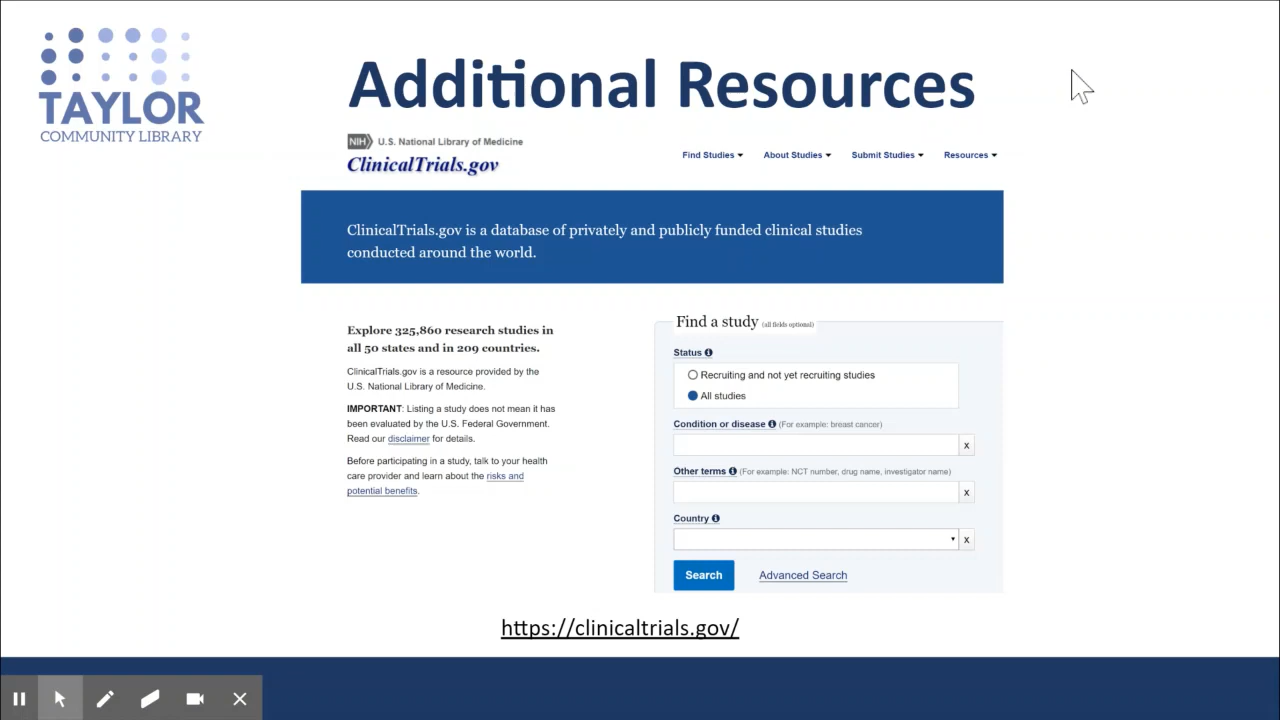 TAYLOR
COMMUNITY LIBRARY
Additional Resources
NIH U.S. National Library of Medicine
ClinicalTrials.gov
Find Studies About Studies Submit Studies Resources
ClinicalTrials.gov is a database of privately and publicly funded clinical studies
conducted around the world.
Explore 325,860 research studies in
all 50 states and in 209 countries.
ClinicalTrials.gov is a resource provided by the
U.S. National Library of Medicine.
IMPORTANT: Listing a study does not mean it has
been evaluated by the U.S. Federal Government.
Read our disclaimer for details.
Before participating in a study, talk to your health
care provider and learn about the risks and
potential benefits.
Find a study (all fields optional)
Status
Recruiting and not yet recruiting studies
All studies
Condition or disease (For example: breast cancer)
x
Other terms (For example: NCT number, drug name, investigator name)
x
Country
x
Search Advanced Search
https://clinicaltrials.gov/